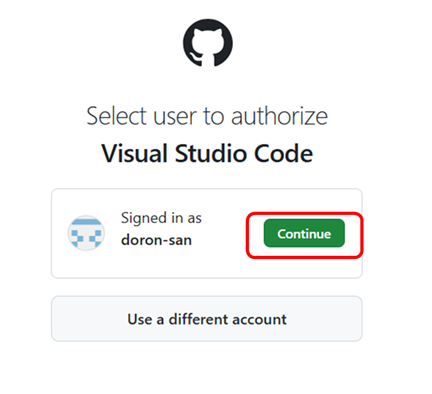 Select user to authorize
Visual Studio Code
Signed in as
doron-san
Continue
Use a different account